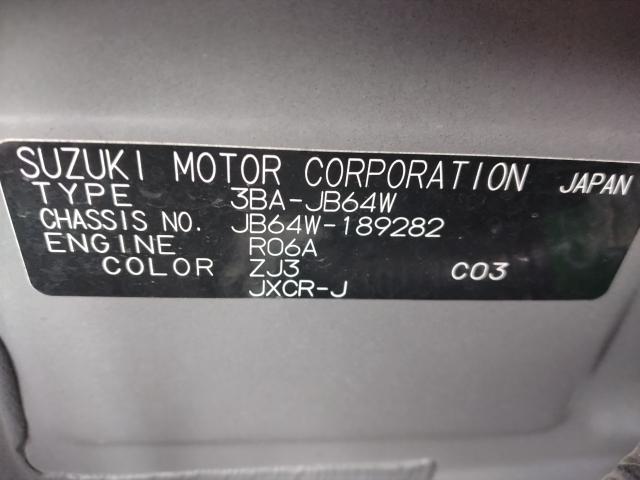 SUZUKI MOTOR CORPORATION JAPAN
TYPE 3BA-JB64W
CHASSIS NO. JB64W-189282
ENGINE R06A
COLOR ZJ3 C03
JXCR-J